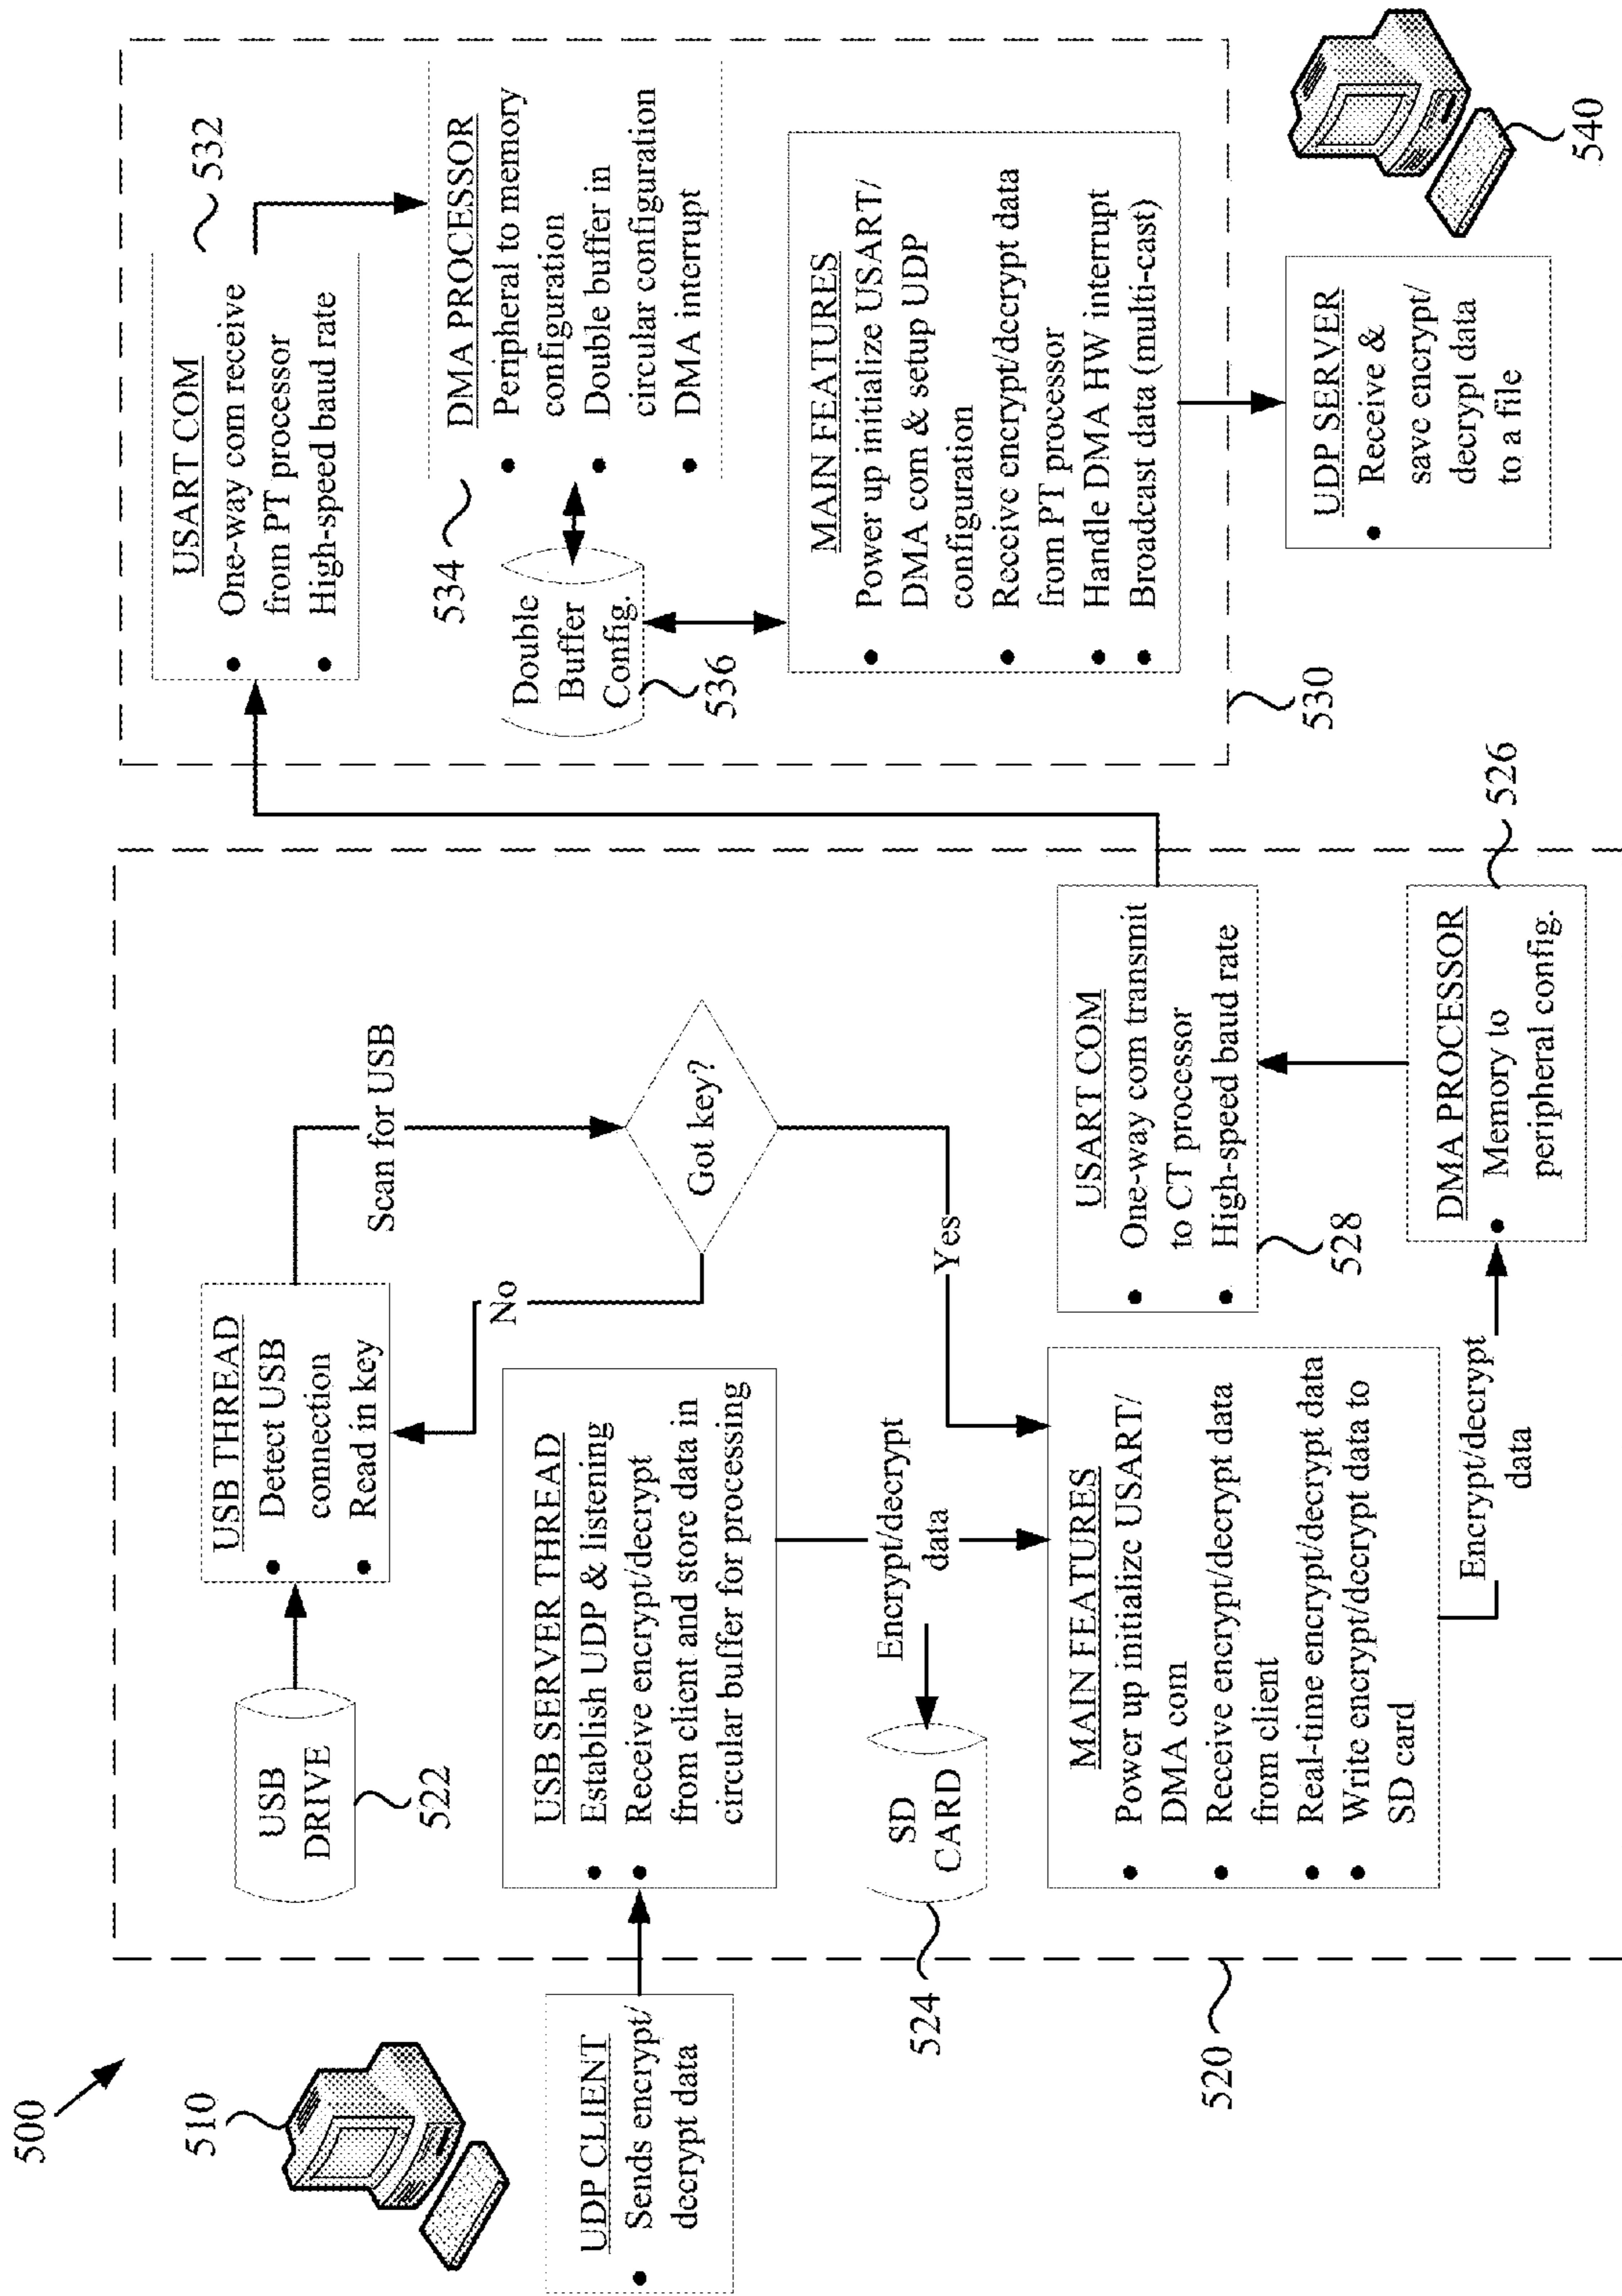 500
510
UDP CLIENT
• Sends encrypt/
decrypt data
520
USB
DRIVE
522
USB THREAD
• Detect USB
connection
• Read in key
Scan for USB
Got key?
No
Yes
USB SERVER THREAD
• Establish UDP & listening
• Receive encrypt/decrypt
from client and store data in
circular buffer for processing
Encrypt/decrypt
data
SD
CARD
524
MAIN FEATURES
• Power up initialize USART/
DMA com
• Receive encrypt/decrypt data
from client
• Real-time encrypt/decrypt data
• Write encrypt/decrypt data to
SD card
Encrypt/decrypt
data
USART COM
• One-way com transmit
to CT processor
• High-speed baud rate
528
DMA PROCESSOR
• Memory to
peripheral config.
526
USART COM
• One-way com receive
from PT processor
• High-speed baud rate
532
DMA PROCESSOR
• Peripheral to memory
configuration
• Double buffer in
circular configuration
• DMA interrupt
534
Double
Buffer
Config.
536
MAIN FEATURES
• Power up initialize USART/
DMA com & setup UDP
configuration
• Receive encrypt/decrypt data
from PT processor
• Handle DMA HW interrupt
• Broadcast data (multi-cast)
530
UDP SERVER
• Receive &
save encrypt/
decrypt data
to a file
540